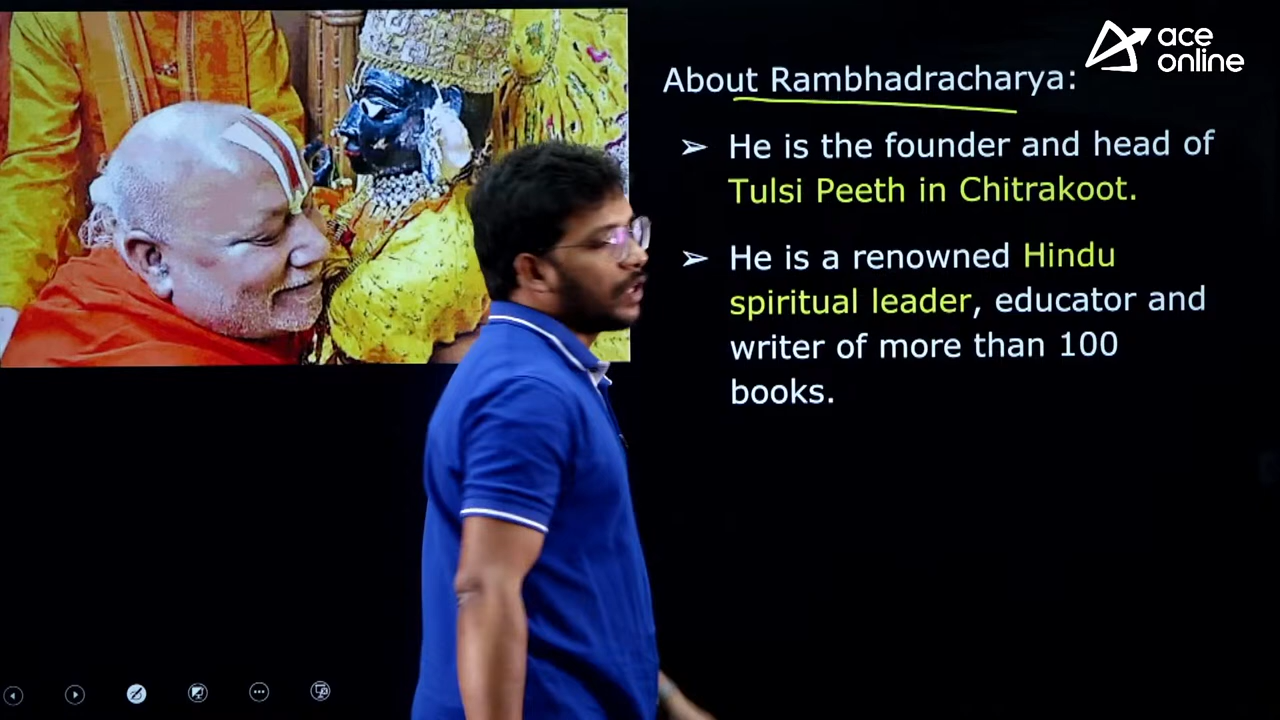 ace
online
About Rambhadracharya:
➢ He is the founder and head of
Tulsi Peeth in Chitrakoot.
➢ He is a renowned Hindu
spiritual leader, educator and
writer of more than 100
books.